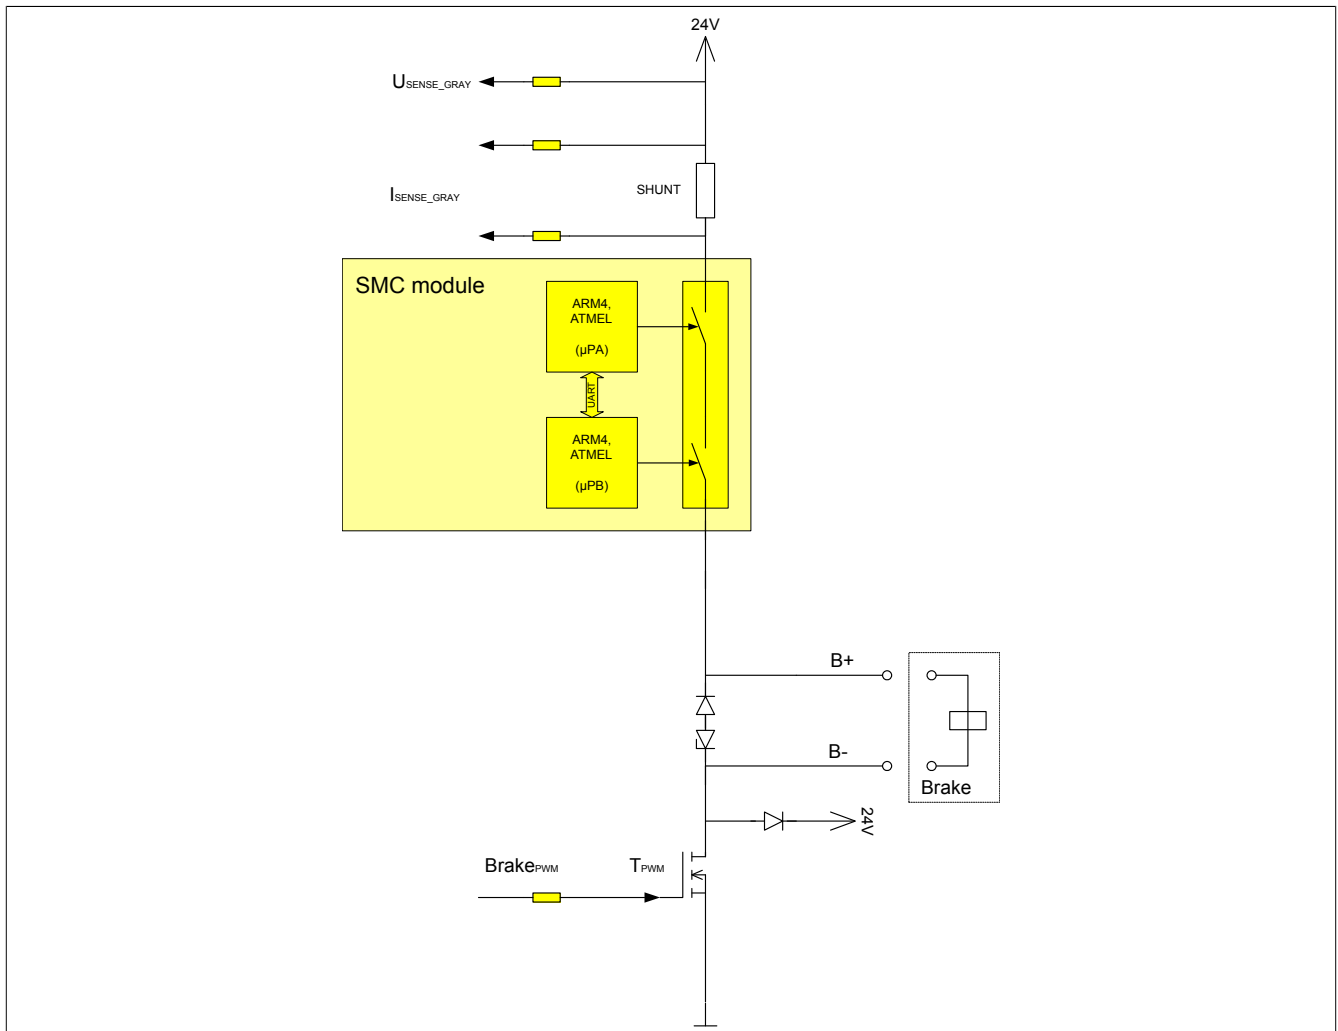 24V
USENSE_GRAY
SHUNT
ISENSE_GRAY
SMC module
ARM4,
ATMEL
(µPA)
UART
ARM4,
ATMEL
(µPB)
B+
B-
Brake
24V
BrakePWM
TPWM